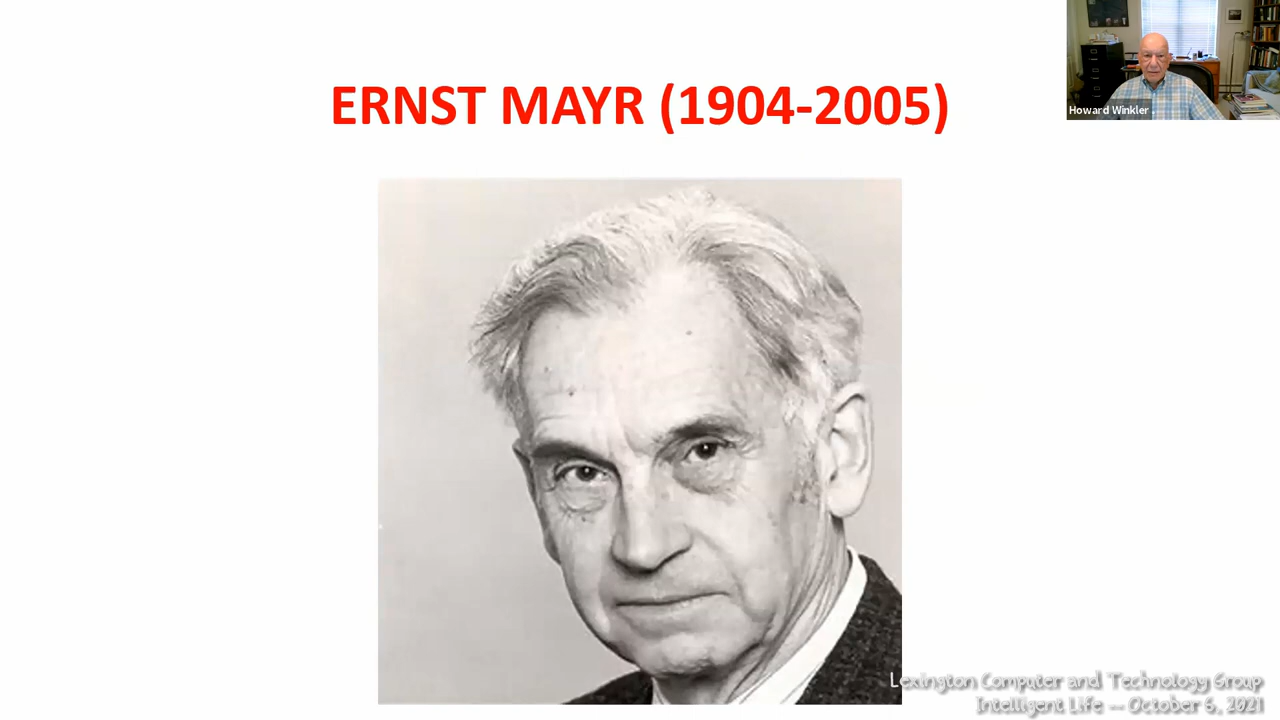 ERNST MAYR (1904-2005)
Howard Winkler
Lexington Computer and Technology Group
Intelligent Life -- October 6, 2021